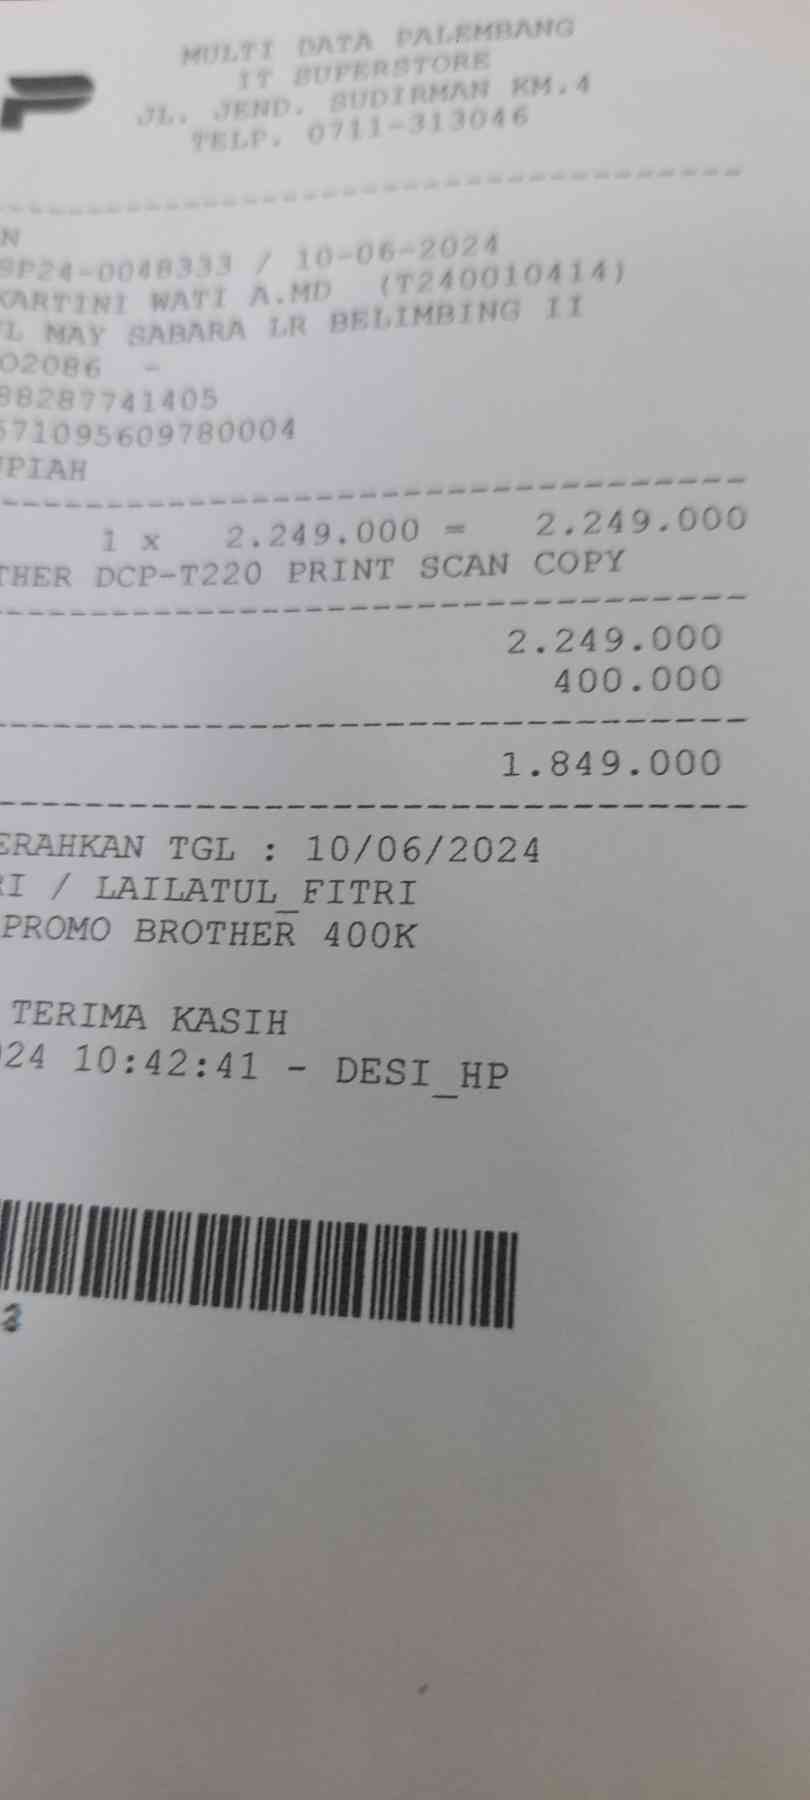 MULTI DATA PALEMBANG
IT SUPERSTORE
JL. JEND. SUDIRMAN KM.4
TELP. 0711-313046
N
SP24-0048333 / 10-06-2024
KARTINI WATI A.MD (T240010414)
L MAY SABARA LR BELIMBING II
02086 -
88287741405
571095609780004
UPIAH
1 x 2.249.000 = 2.249.000
THER DCP-T220 PRINT SCAN COPY
2.249.000
400.000
1.849.000
ERAHKAN TGL : 10/06/2024
RI / LAILATUL_FITRI
PROMO BROTHER 400K
TERIMA KASIH
024 10:42:41 - DESI_HP